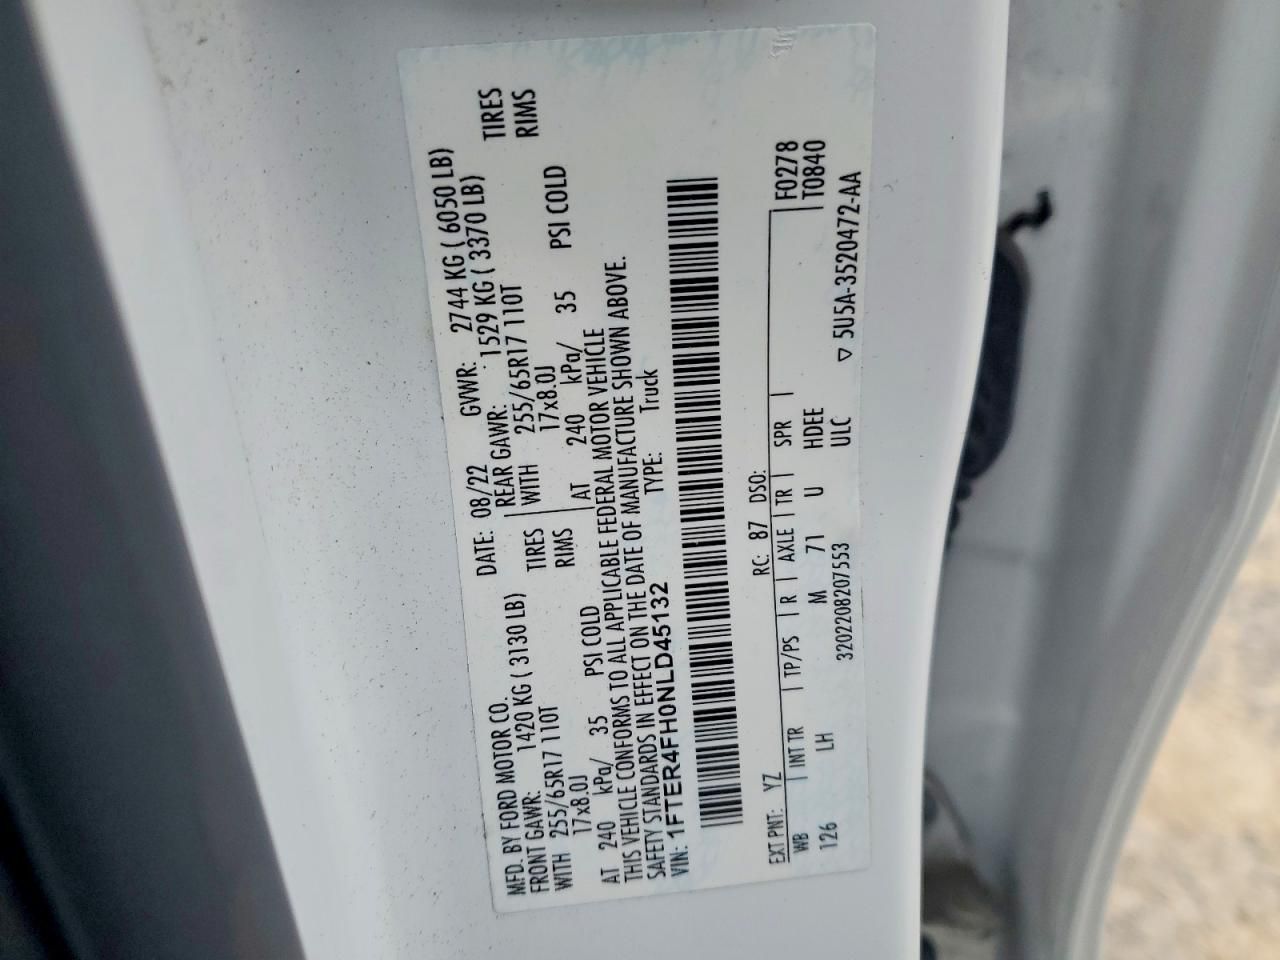 MFD. BY FORD MOTOR CO. DATE: 08/22 GVWR: 2744 KG ( 6050 LB)
FRONT GAWR: 1420 KG ( 3130 LB) REAR GAWR: 1529 KG ( 3370 LB)
WITH 255/65R17 110T TIRES WITH 255/65R17 110T TIRES
17x8.0J RIMS 17x8.0J RIMS
AT 240 kPa/ 35 PSI COLD AT 240 kPa/ 35 PSI COLD
THIS VEHICLE CONFORMS TO ALL APPLICABLE FEDERAL MOTOR VEHICLE
SAFETY STANDARDS IN EFFECT ON THE DATE OF MANUFACTURE SHOWN ABOVE.
VIN: 1FTER4FH0NLD45132 TYPE: Truck
EXT PNT: YZ RC: 87 DSO: F0278
WB INT TR TP/PS R AXLE TR SPR T0840
126 LH M 71 U HDEE
3202208207553 ULC ▽ 5U5A-3520472-AA